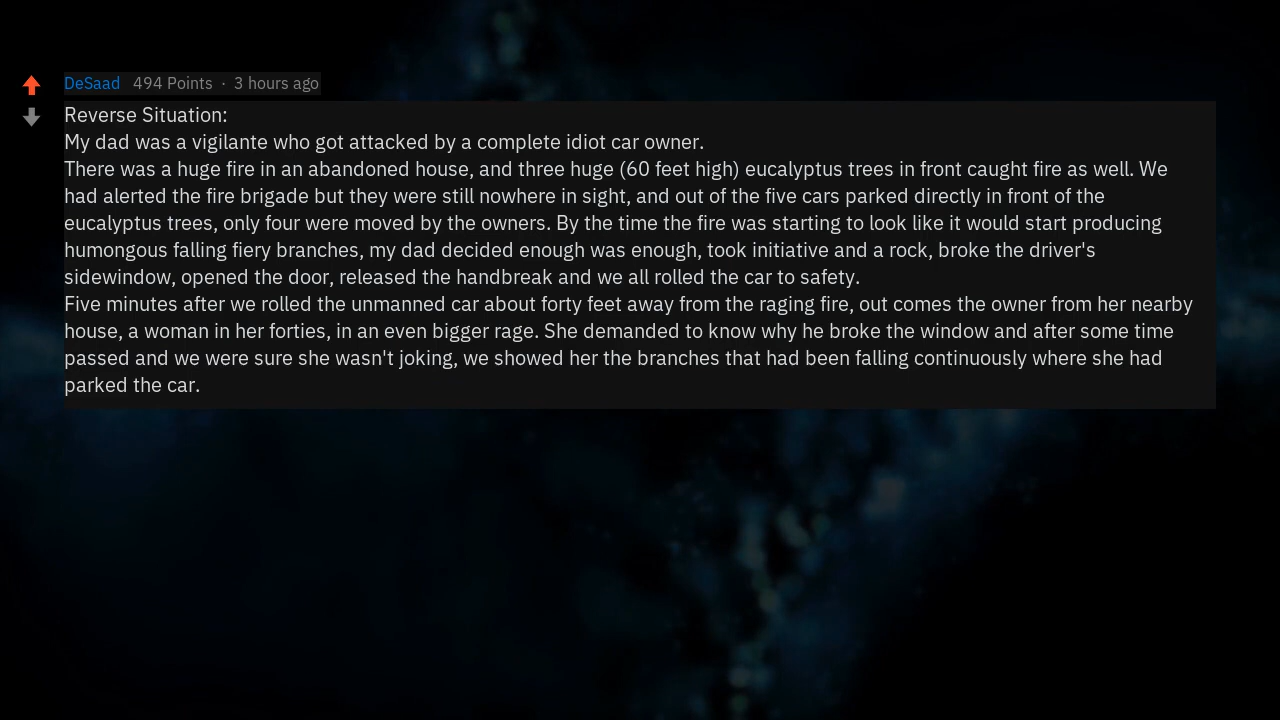 DeSaad 494 Points · 3 hours ago
Reverse Situation:
My dad was a vigilante who got attacked by a complete idiot car owner.
There was a huge fire in an abandoned house, and three huge (60 feet high) eucalyptus trees in front caught fire as well. We
had alerted the fire brigade but they were still nowhere in sight, and out of the five cars parked directly in front of the
eucalyptus trees, only four were moved by the owners. By the time the fire was starting to look like it would start producing
humongous falling fiery branches, my dad decided enough was enough, took initiative and a rock, broke the driver's
sidewindow, opened the door, released the handbreak and we all rolled the car to safety.
Five minutes after we rolled the unmanned car about forty feet away from the raging fire, out comes the owner from her nearby
house, a woman in her forties, in an even bigger rage. She demanded to know why he broke the window and after some time
passed and we were sure she wasn't joking, we showed her the branches that had been falling continuously where she had
parked the car.